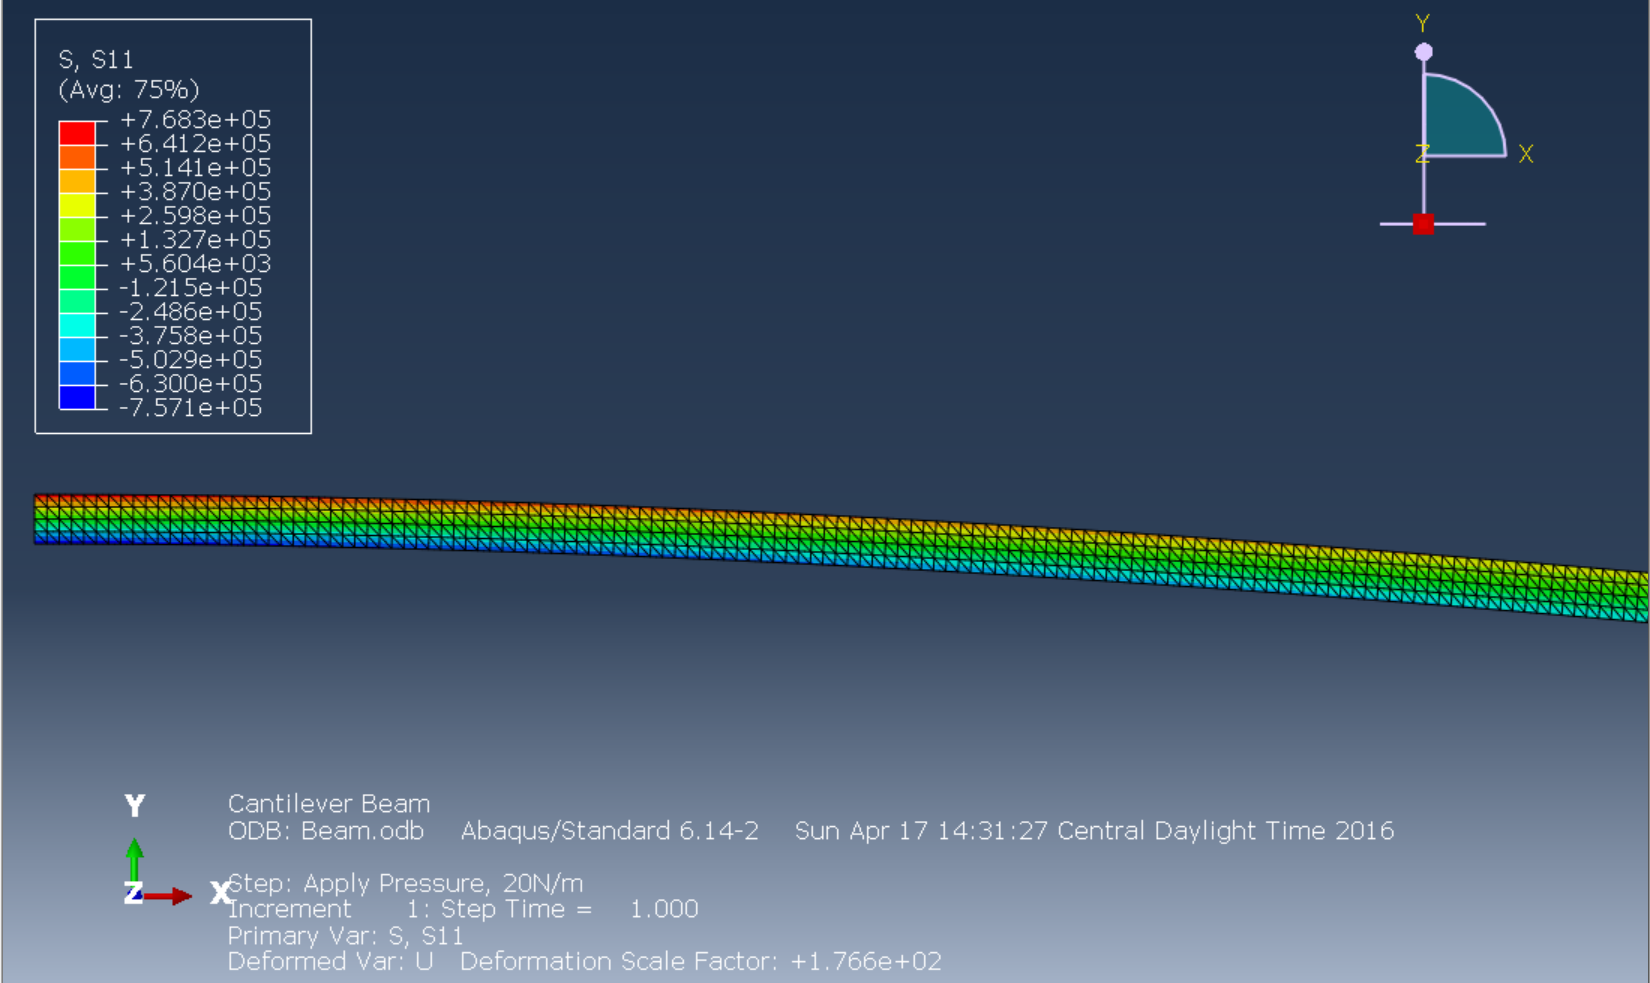 S, S11
(Avg: 75%)
+7.683e+05
+6.412e+05
+5.141e+05
+3.870e+05
+2.598e+05
+1.327e+05
+5.604e+03
-1.215e+05
-2.486e+05
-3.758e+05
-5.029e+05
-6.300e+05
-7.571e+05
Y
Z X
Y
Z X
Cantilever Beam
ODB: Beam.odb Abaqus/Standard 6.14-2 Sun Apr 17 14:31:27 Central Daylight Time 2016
Step: Apply Pressure, 20N/m
Increment 1: Step Time = 1.000
Primary Var: S, S11
Deformed Var: U Deformation Scale Factor: +1.766e+02